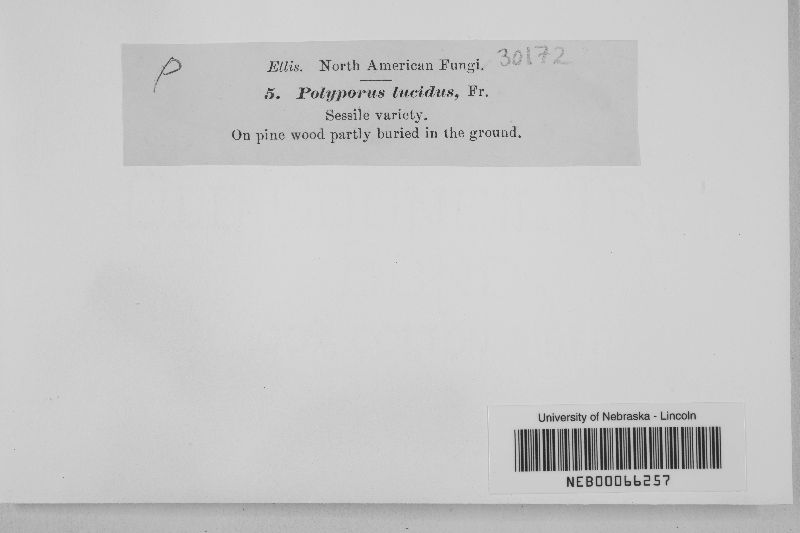 P
Ellis. North American Fungi. 30172
5. Polyporus lucidus, Fr.
Sessile variety.
On pine wood partly buried in the ground.
University of Nebraska - Lincoln
NEB00066257